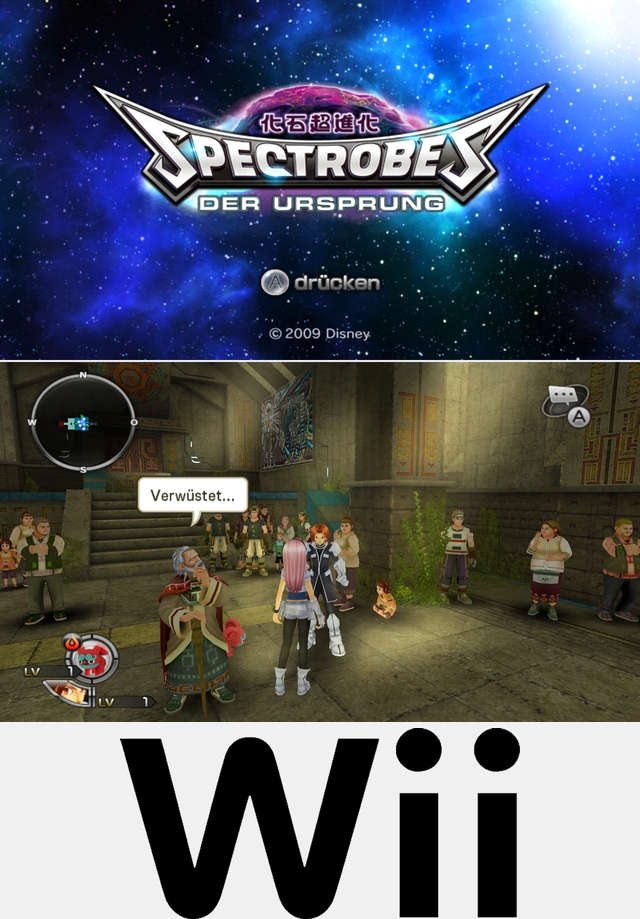 化石超進化
SPECTROBES
DER URSPRUNG
A drücken
© 2009 Disney
N
W
O
S
A
Verwüstet...
LV 1
LV 1
Wii